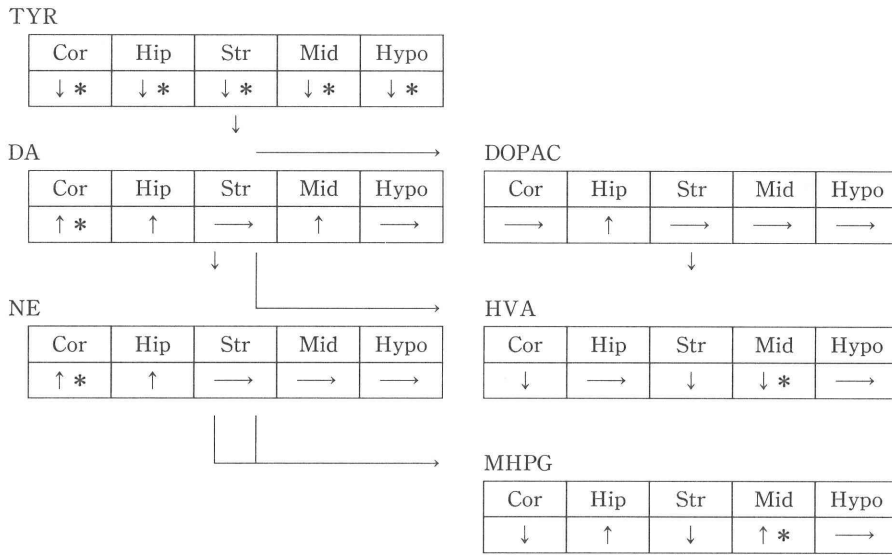 TYR
Cor Hip Str Mid Hypo
↓ * ↓ * ↓ * ↓ * ↓ *
DA DOPAC
Cor Hip Str Mid Hypo Cor Hip Str Mid Hypo
↑ * ↑ → ↑ → → ↑ → → →
NE HVA
Cor Hip Str Mid Hypo Cor Hip Str Mid Hypo
↑ * ↑ → → → ↓ → ↓ ↓ * →
MHPG
Cor Hip Str Mid Hypo
↓ ↑ ↓ ↑ * →